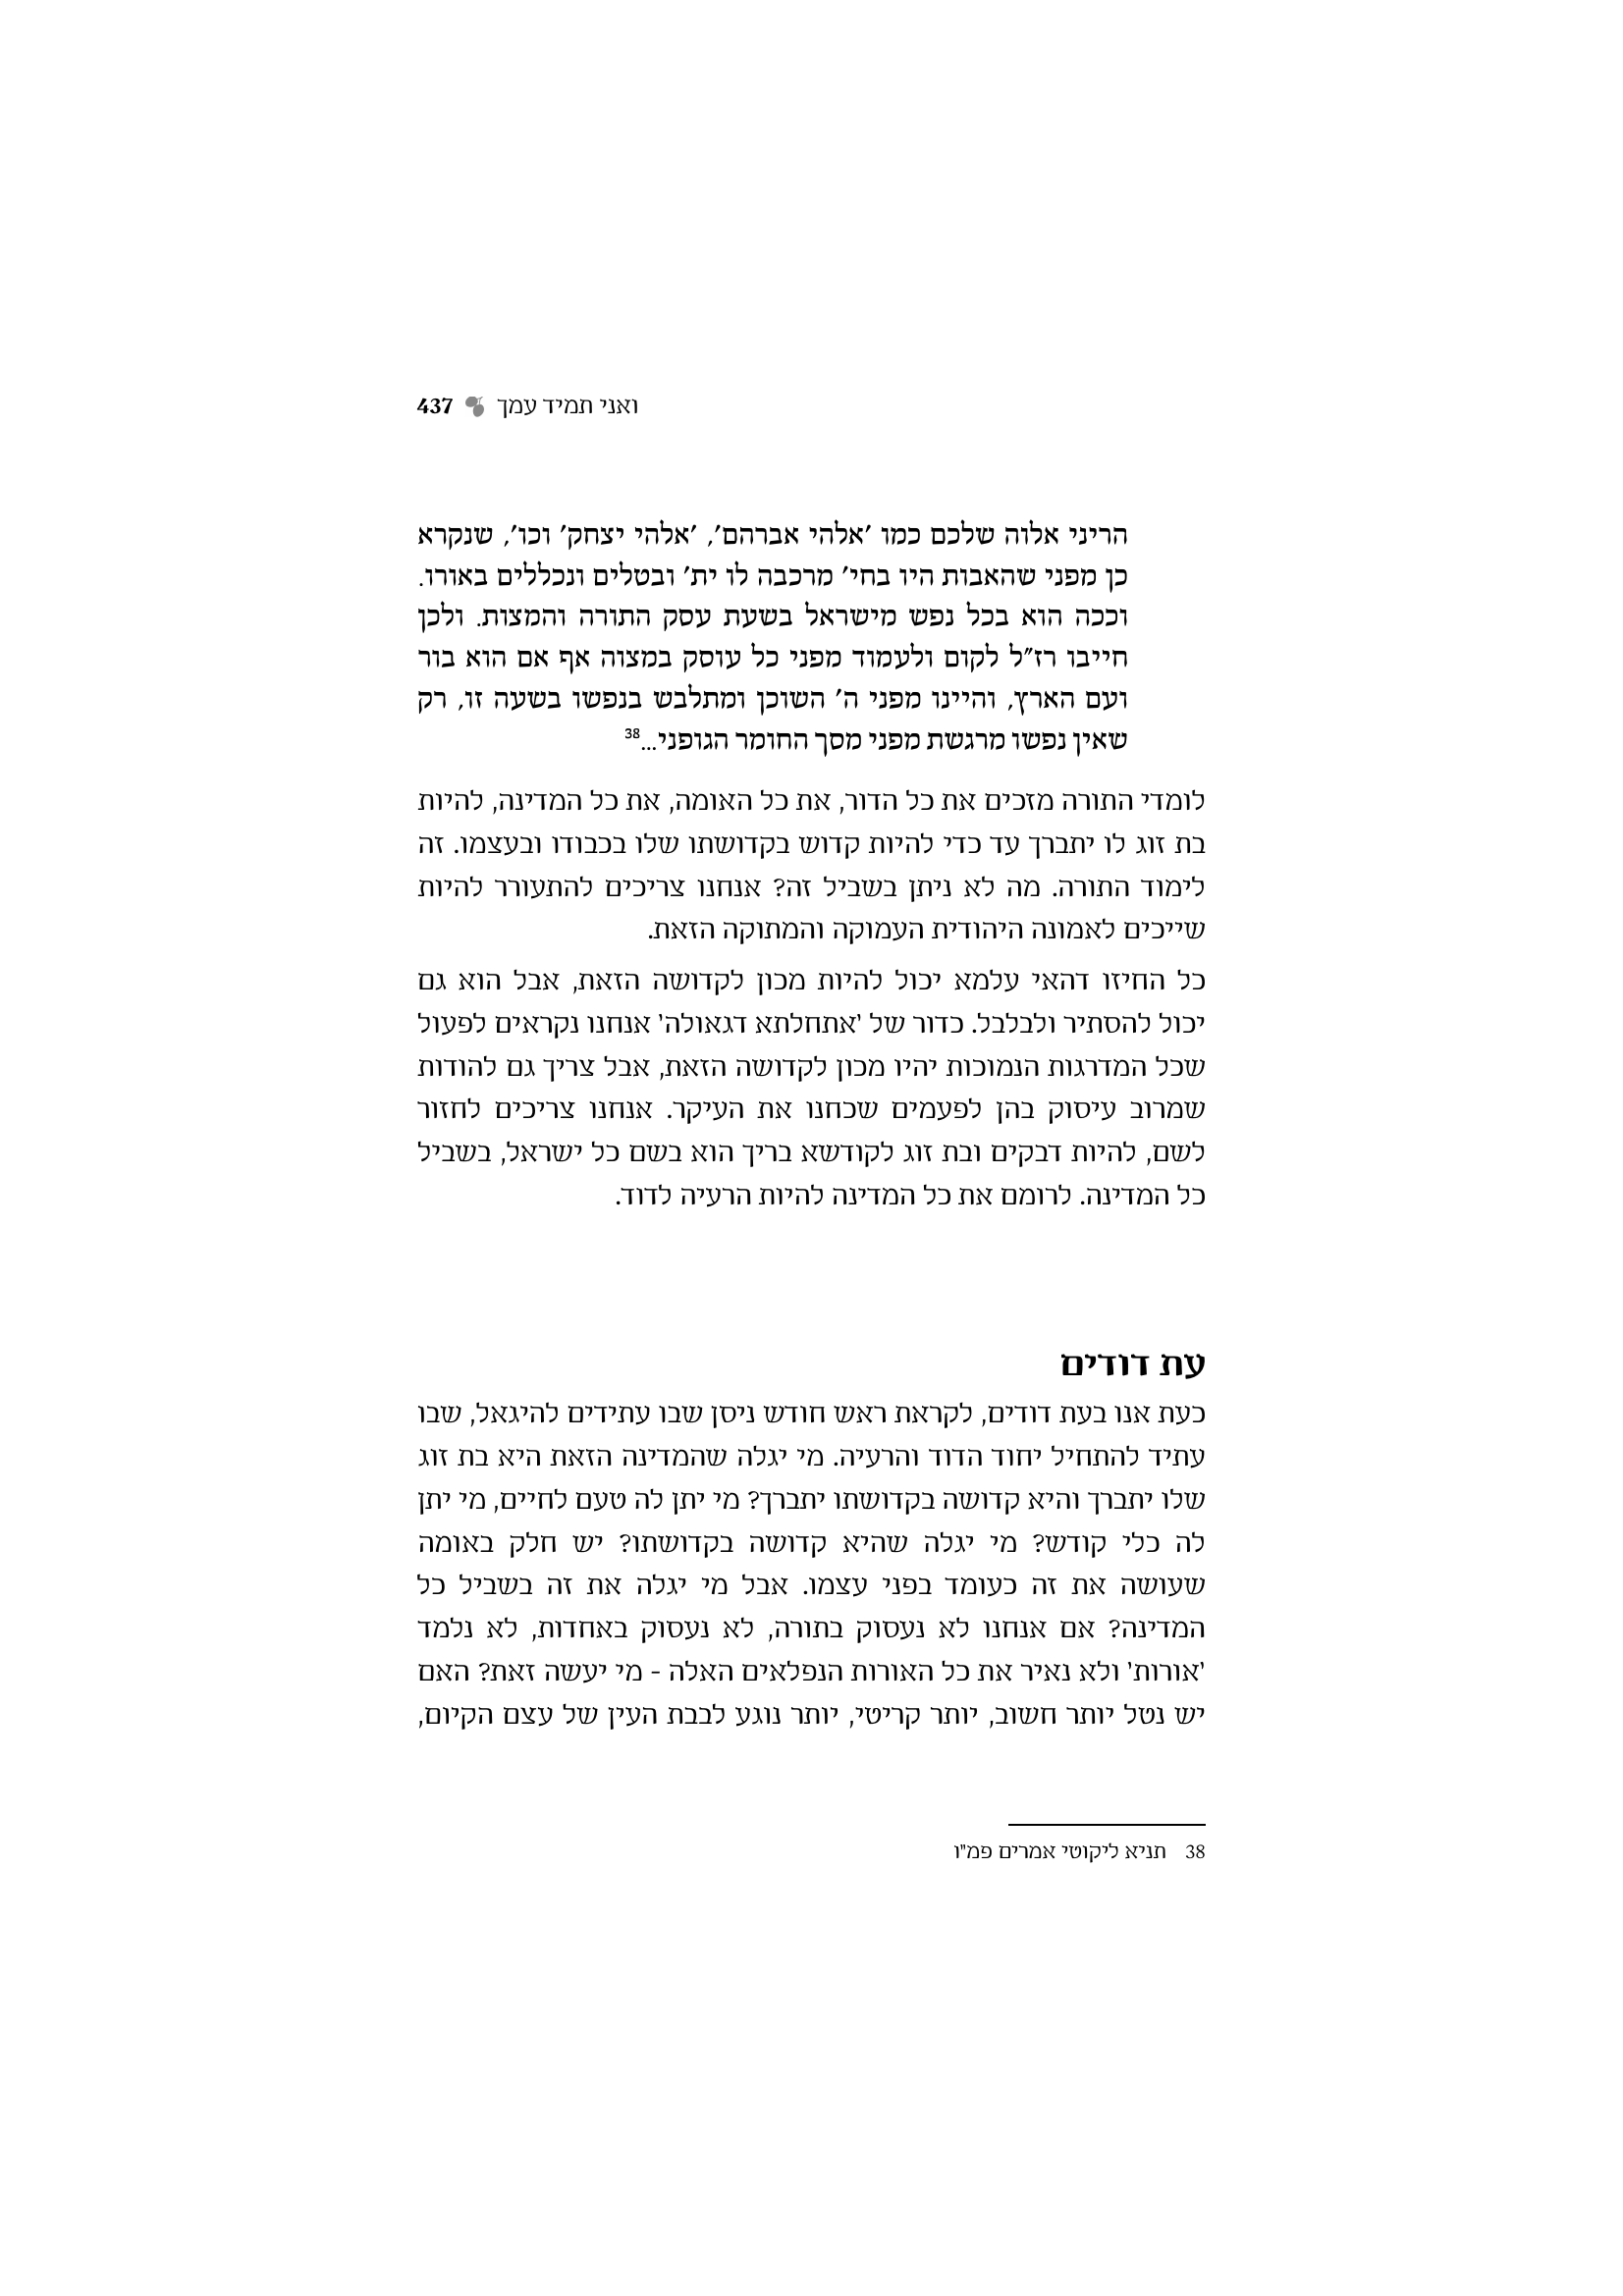 ואני תמיד עמך 437
הריני אלוה שלכם כמו 'אלהי אברהם', 'אלהי יצחק' וכו', שנקרא
כן מפני שהאבות היו בחי' מרכבה לו ית' ובטלים ונכללים באורו.
וככה הוא בכל נפש מישראל בשעת עסק התורה והמצות. ולכן
חייבו רז"ל לקום ולעמוד מפני כל עוסק במצוה אף אם הוא בור
ועם הארץ, והיינו מפני ה' השוכן ומתלבש בנפשו בשעה זו, רק
שאין נפשו מרגשת מפני מסך החומר הגופני...38
לומדי התורה מזכים את כל הדור, את כל האומה, את כל המדינה, להיות
בת זוג לו יתברך עד כדי להיות קדוש בקדושתו שלו בכבודו ובעצמו. זה
לימוד התורה. מה לא ניתן בשביל זה? אנחנו צריכים להתעורר להיות
שייכים לאמונה היהודית העמוקה והמתוקה הזאת.
כל החיזו דהאי עלמא יכול להיות מכון לקדושה הזאת, אבל הוא גם
יכול להסתיר ולבלבל. כדור של 'אתחלתא דגאולה' אנחנו נקראים לפעול
שכל המדרגות הנמוכות יהיו מכון לקדושה הזאת, אבל צריך גם להודות
שמרוב עיסוק בהן לפעמים שכחנו את העיקר. אנחנו צריכים לחזור
לשם, להיות דבקים ובת זוג לקודשא בריך הוא בשם כל ישראל, בשביל
כל המדינה. לרומם את כל המדינה להיות הרעיה לדוד.
עת דודים
כעת אנו בעת דודים, לקראת ראש חודש ניסן שבו עתידים להיגאל, שבו
עתיד להתחיל יחוד הדוד והרעיה. מי יגלה שהמדינה הזאת היא בת זוג
שלו יתברך והיא קדושה בקדושתו יתברך? מי יתן לה טעם לחיים, מי יתן
לה כלי קודש? מי יגלה שהיא קדושה בקדושתו? יש חלק באומה
שעושה את זה כעומד בפני עצמו. אבל מי יגלה את זה בשביל כל
המדינה? אם אנחנו לא נעסוק בתורה, לא נעסוק באחדות, לא נלמד
'אורות' ולא נאיר את כל האורות הנפלאים האלה - מי יעשה זאת? האם
יש נטל יותר חשוב, יותר קריטי, יותר נוגע לבבת העין של עצם הקיום,
38 תניא ליקוטי אמרים פמ"ו